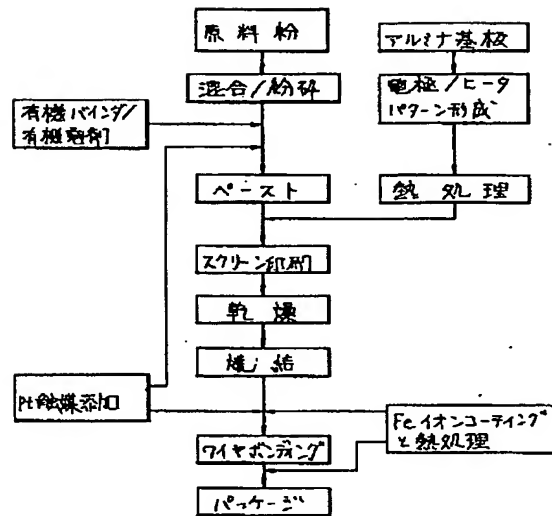 原料粉
アルミナ基板
混合/粉砕
電極/ヒータ
パターン形成
有機バインダ/
有機溶剤
ペースト
熱処理
スクリーン印刷
乾燥
焼結
Pt触媒添加
Feイオンコーティング
と熱処理
ワイヤボンディング
パッケージ